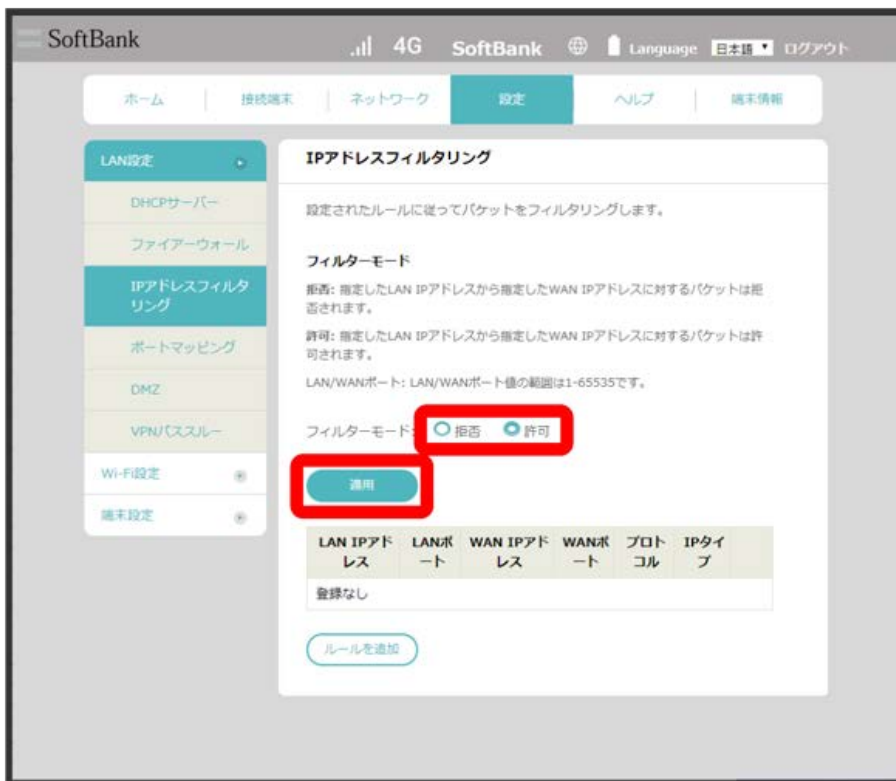 SoftBank
4G SoftBank Language 日本語 ログアウト
ホーム 接続端末 ネットワーク 設定 ヘルプ 端末情報
LAN設定
DHCPサーバー
ファイアーウォール
IPアドレスフィルタ
リング
ポートマッピング
DMZ
VPNパススルー
Wi-Fi設定
端末設定
IPアドレスフィルタリング
設定されたルールに従ってパケットをフィルタリングします。
フィルターモード
拒否: 指定したLAN IPアドレスから指定したWAN IPアドレスに対するパケットは拒
否されます。
許可: 指定したLAN IPアドレスから指定したWAN IPアドレスに対するパケットは許
可されます。
LAN/WANポート: LAN/WANポート値の範囲は1-65535です。
フィルターモード: 拒否 許可
適用
LAN IPアド LANポ WAN IPアド WANポ プロト IPタイ
レス ート レス ート コル プ
登録なし
ルールを追加